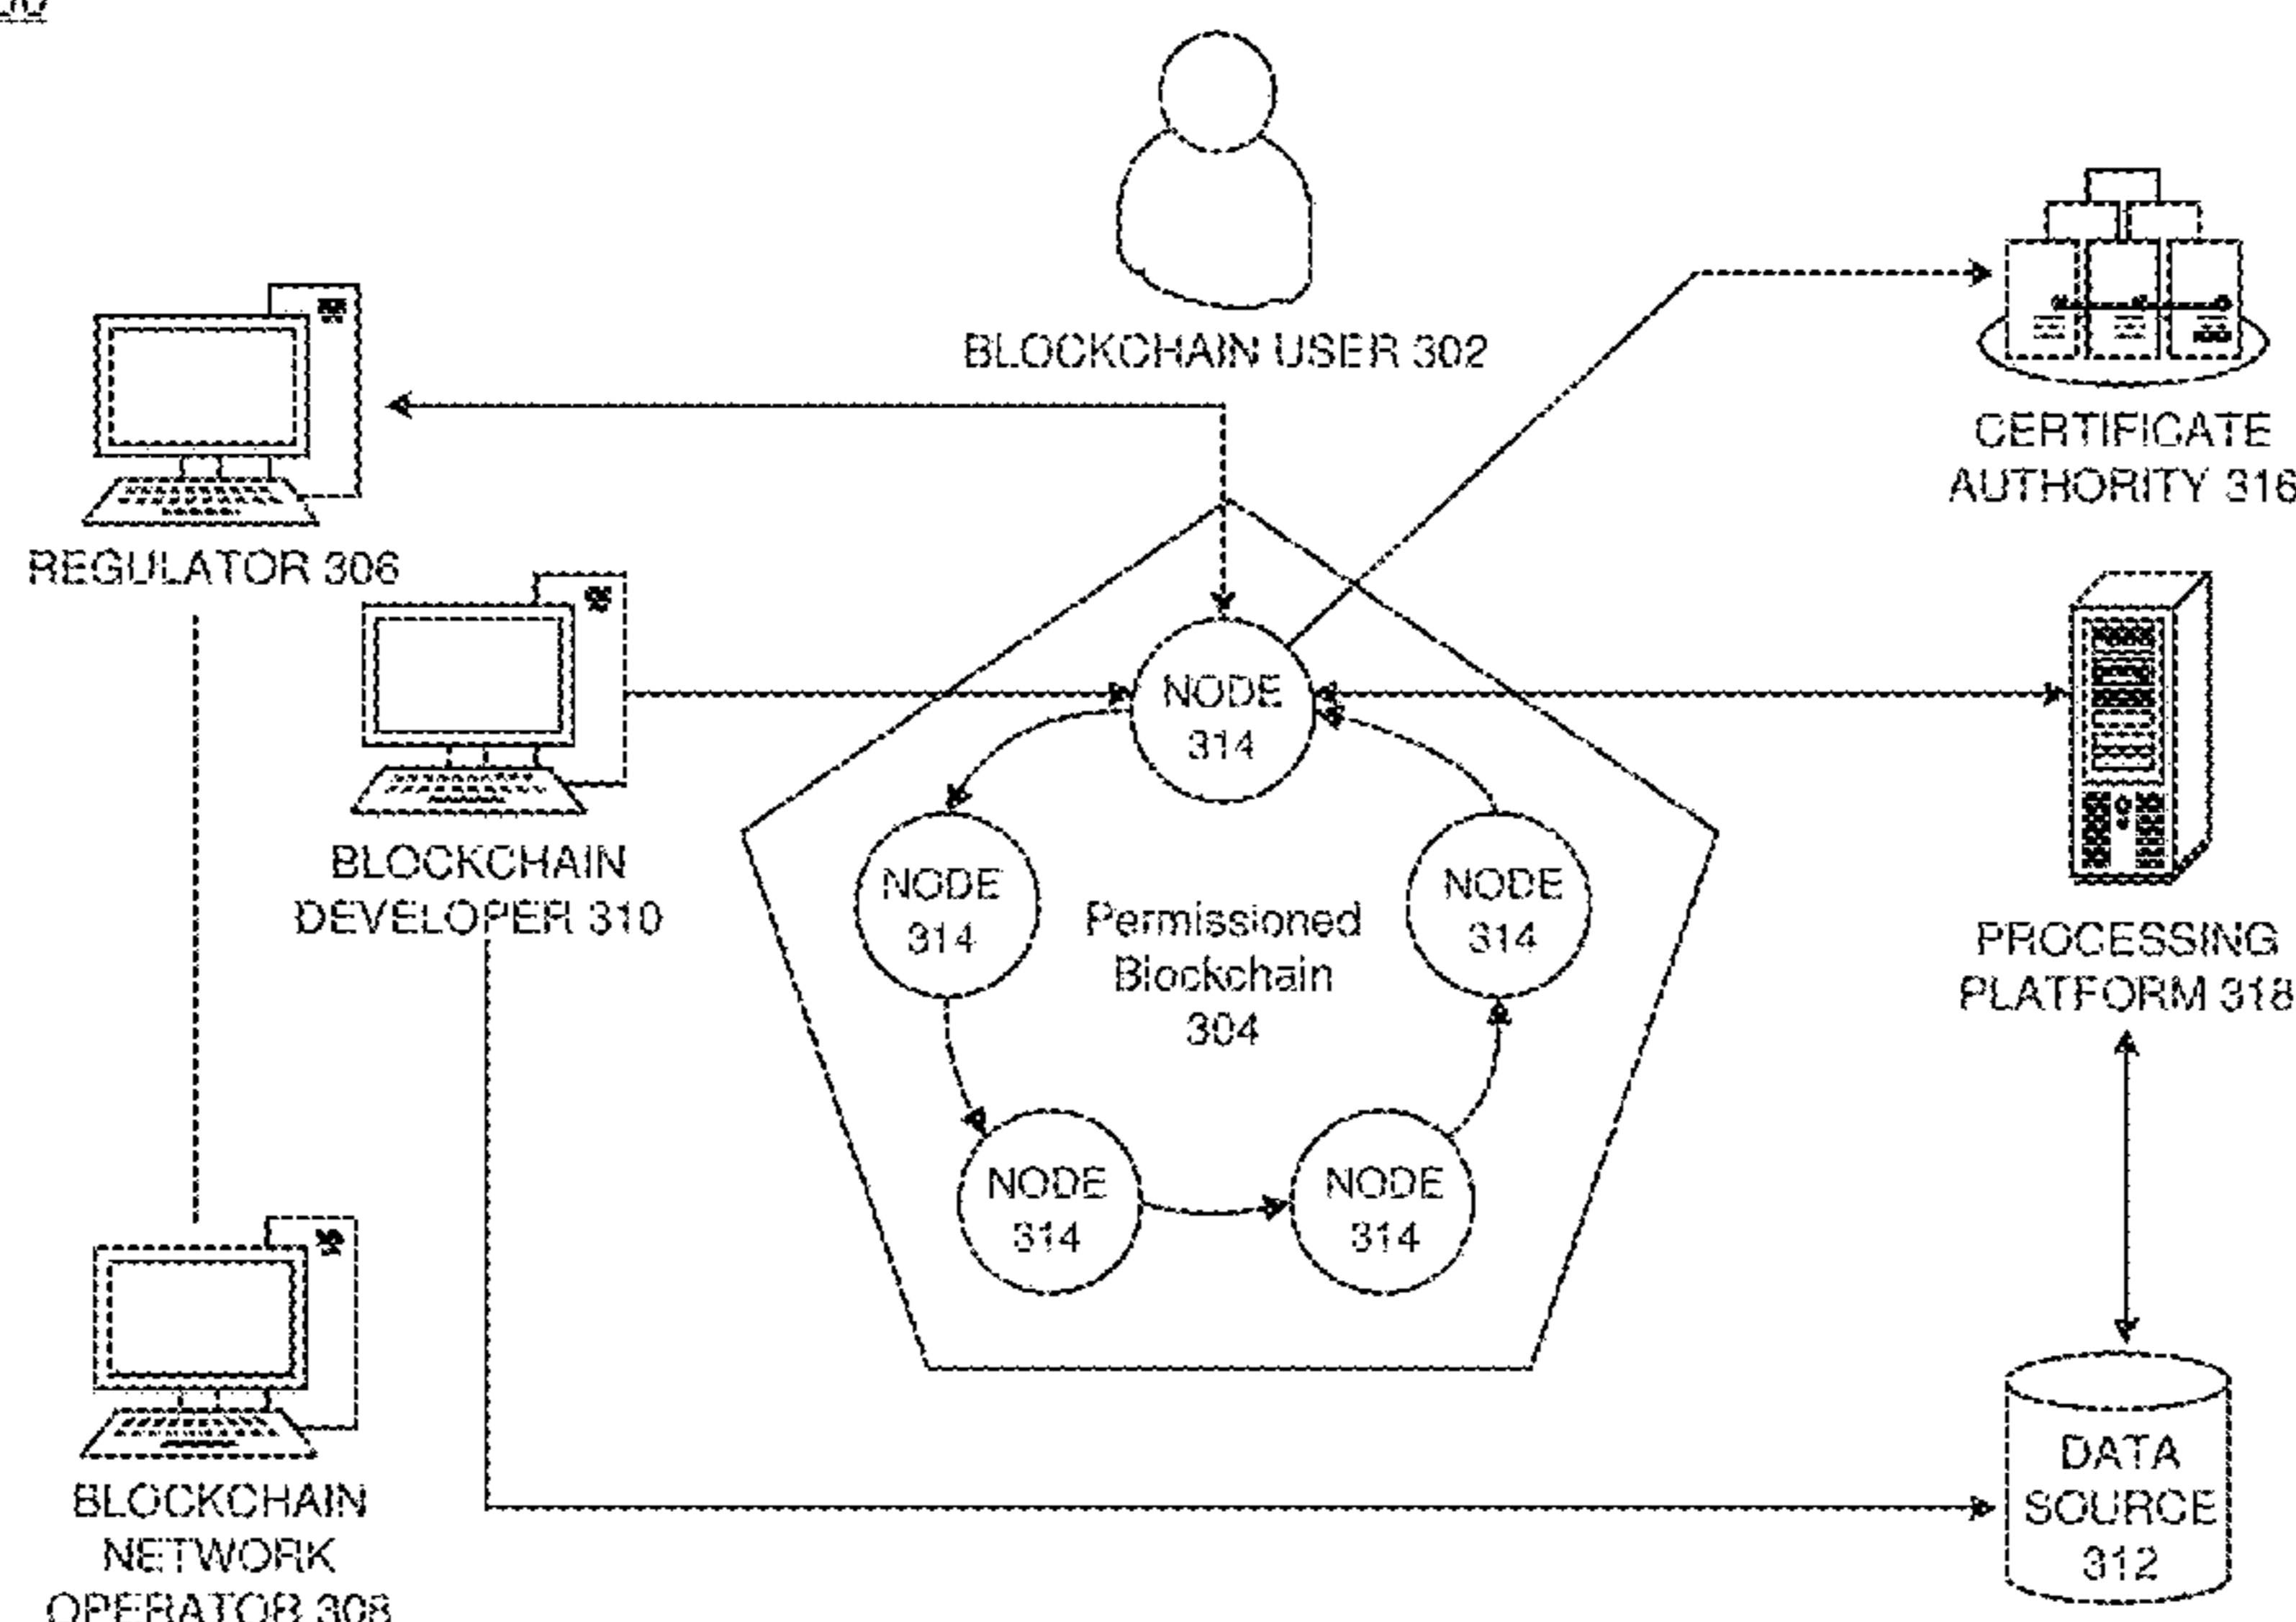 BLOCKCHAIN USER 302
CERTIFICATE
AUTHORITY 316
REGULATOR 306
NODE
314
BLOCKCHAIN
DEVELOPER 310
NODE
314
Permissioned
Blockchain
304
NODE
314
PROCESSING
PLATFORM 318
NODE
314
NODE
314
BLOCKCHAIN
NETWORK
OPERATOR 308
DATA
SOURCE
312